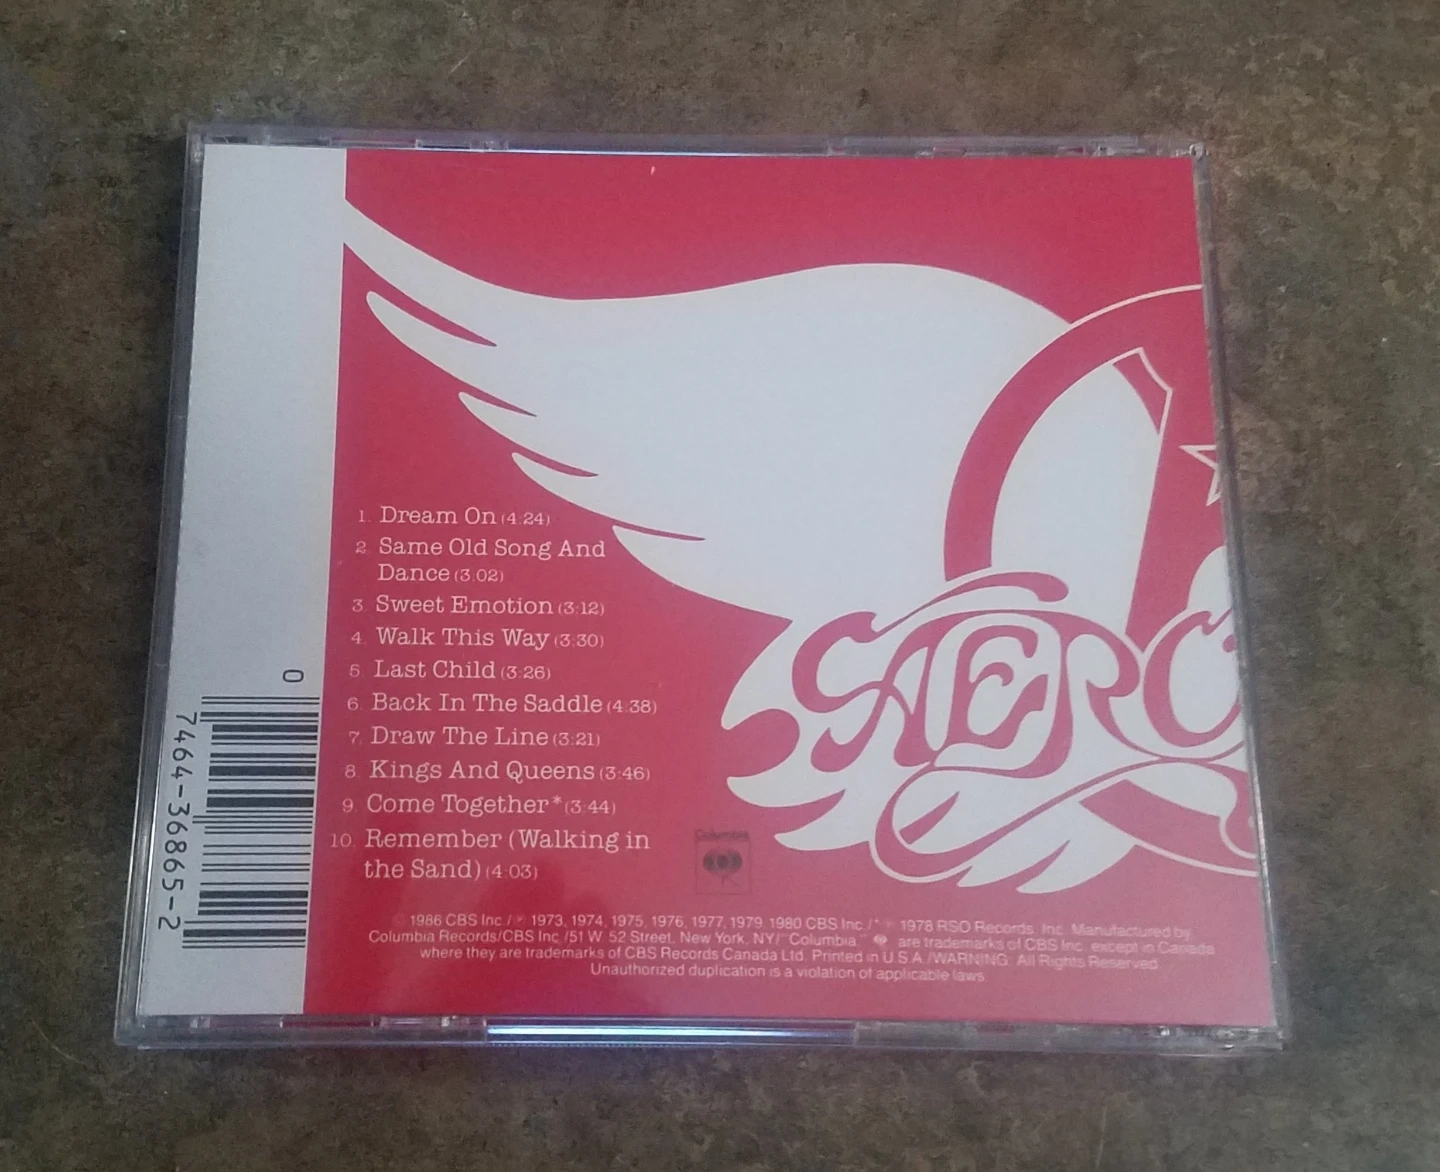 1. Dream On (4:24)
2. Same Old Song And
Dance (3:02)
3. Sweet Emotion (3:12)
4. Walk This Way (3:30)
5. Last Child (3:26)
6. Back In The Saddle (4:38)
7. Draw The Line (3:21)
8. Kings And Queens (3:46)
9. Come Together* (3:44)
10. Remember (Walking in
the Sand) (4:03)
AERO
Columbia
© 1986 CBS Inc./℗ 1973, 1974, 1975, 1976, 1977, 1979, 1980 CBS Inc./*℗ 1978 RSO Records, Inc. Manufactured by
Columbia Records/CBS Inc./51 W. 52 Street, New York, NY/"Columbia," are trademarks of CBS Inc. except in Canada
where they are trademarks of CBS Records Canada Ltd. Printed in U.S.A./WARNING: All Rights Reserved.
Unauthorized duplication is a violation of applicable laws.
0
7464-36865-2